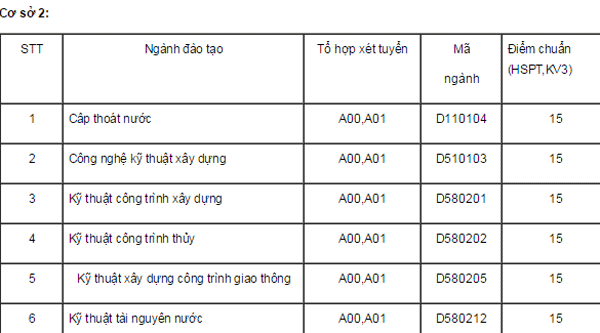 Cơ sở 2:
STT Ngành đào tạo Tổ hợp xét tuyển Mã ngành Điểm chuẩn (HSPT,KV3)
1 Cấp thoát nước A00,A01 D110104 15
2 Công nghệ kỹ thuật xây dựng A00,A01 D510103 15
3 Kỹ thuật công trình xây dựng A00,A01 D580201 15
4 Kỹ thuật công trình thủy A00,A01 D580202 15
5 Kỹ thuật xây dựng công trình giao thông A00,A01 D580205 15
6 Kỹ thuật tài nguyên nước A00,A01 D580212 15